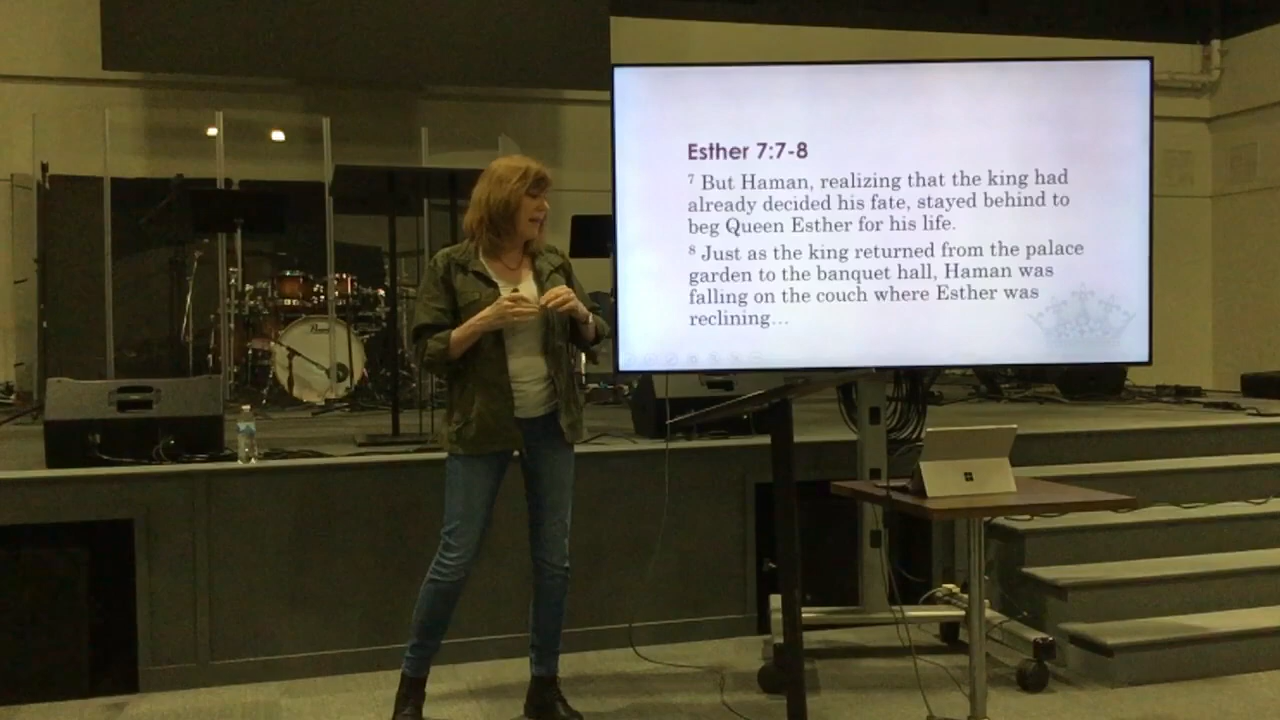 Esther 7:7-8
7 But Haman, realizing that the king had
already decided his fate, stayed behind to
beg Queen Esther for his life.
8 Just as the king returned from the palace
garden to the banquet hall, Haman was
falling on the couch where Esther was
reclining…
Pearl